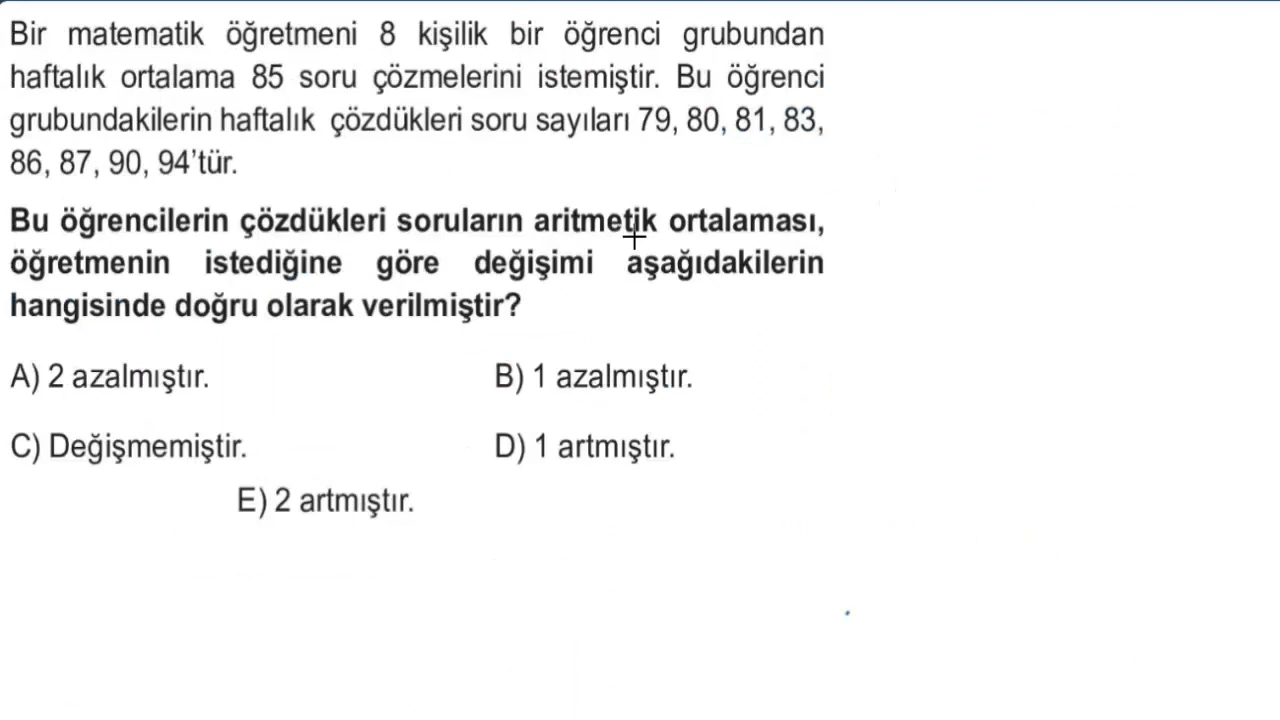 Bir matematik öğretmeni 8 kişilik bir öğrenci grubundan
haftalık ortalama 85 soru çözmelerini istemiştir. Bu öğrenci
grubundakilerin haftalık çözdükleri soru sayıları 79, 80, 81, 83,
86, 87, 90, 94’tür.
Bu öğrencilerin çözdükleri soruların aritmetik ortalaması,
öğretmenin istediğine göre değişimi aşağıdakilerin
hangisinde doğru olarak verilmiştir?
A) 2 azalmıştır.
B) 1 azalmıştır.
C) Değişmemiştir.
D) 1 artmıştır.
E) 2 artmıştır.